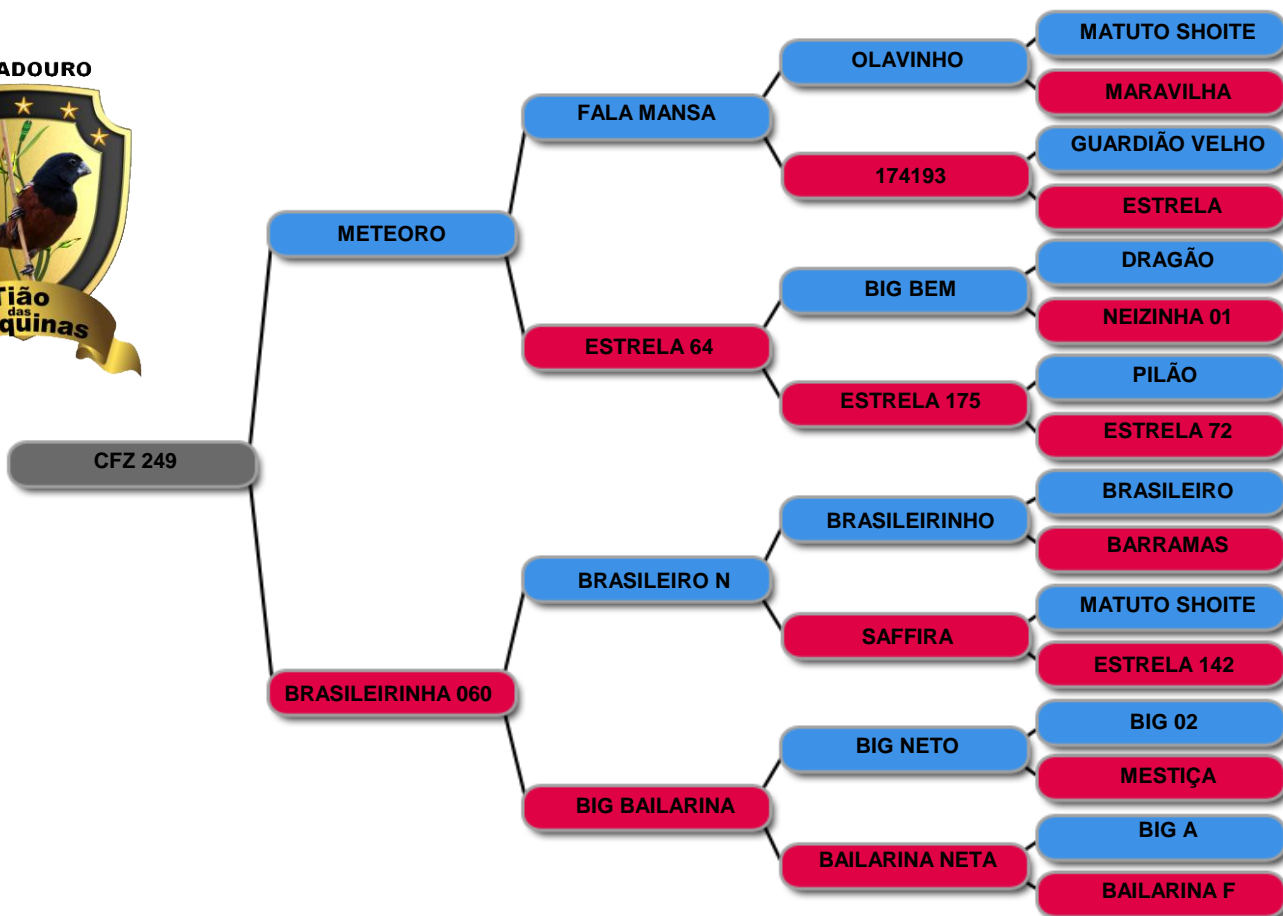 MATUTO SHOITE
OLAVINHO
MARAVILHA
FALA MANSA
GUARDIÃO VELHO
174193
ESTRELA
METEORO
DRAGÃO
BIG BEM
NEIZINHA 01
ESTRELA 64
PILÃO
ESTRELA 175
ESTRELA 72
CFZ 249
BRASILEIRO
BRASILEIRINHO
BARRAMAS
BRASILEIRO N
MATUTO SHOITE
SAFFIRA
ESTRELA 142
BRASILEIRINHA 060
BIG 02
BIG NETO
MESTIÇA
BIG BAILARINA
BIG A
BAILARINA NETA
BAILARINA F
ADOURO
Tião
das
quinas